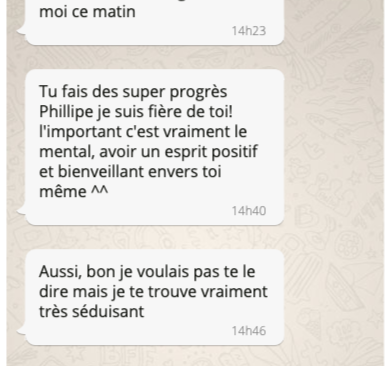 moi ce matin
14h23
Tu fais des super progrès
Phillipe je suis fière de toi!
l'important c'est vraiment le
mental, avoir un esprit positif
et bienveillant envers toi
même ^^
14h40
Aussi, bon je voulais pas te le
dire mais je te trouve vraiment
très séduisant
14h46